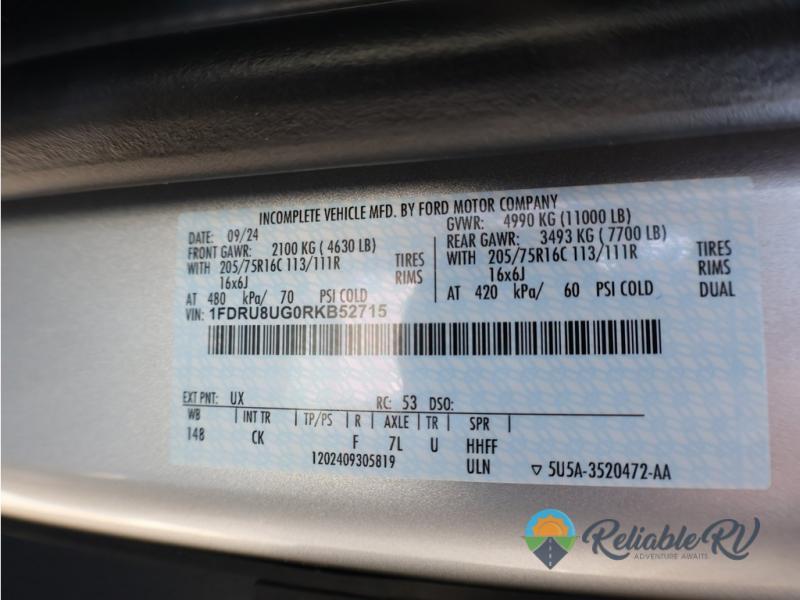 INCOMPLETE VEHICLE MFD. BY FORD MOTOR COMPANY
DATE: 09/24 GVWR: 4990 KG (11000 LB)
FRONT GAWR: 2100 KG ( 4630 LB) REAR GAWR: 3493 KG ( 7700 LB)
WITH 205/75R16C 113/111R TIRES WITH 205/75R16C 113/111R TIRES
16x6J RIMS 16x6J RIMS
AT 480 kPa/ 70 PSI COLD AT 420 kPa/ 60 PSI COLD DUAL
VIN: 1FDRU8UG0RKB52715
EXT PNT: UX RC: 53 DSO:
WB | INT TR | TP/PS | R | AXLE | TR | SPR |
148 CK F 7L U HHFF
1202409305819 ULN ▽ 5U5A-3520472-AA
RELIABLE RV
ADVENTURE AWAITS